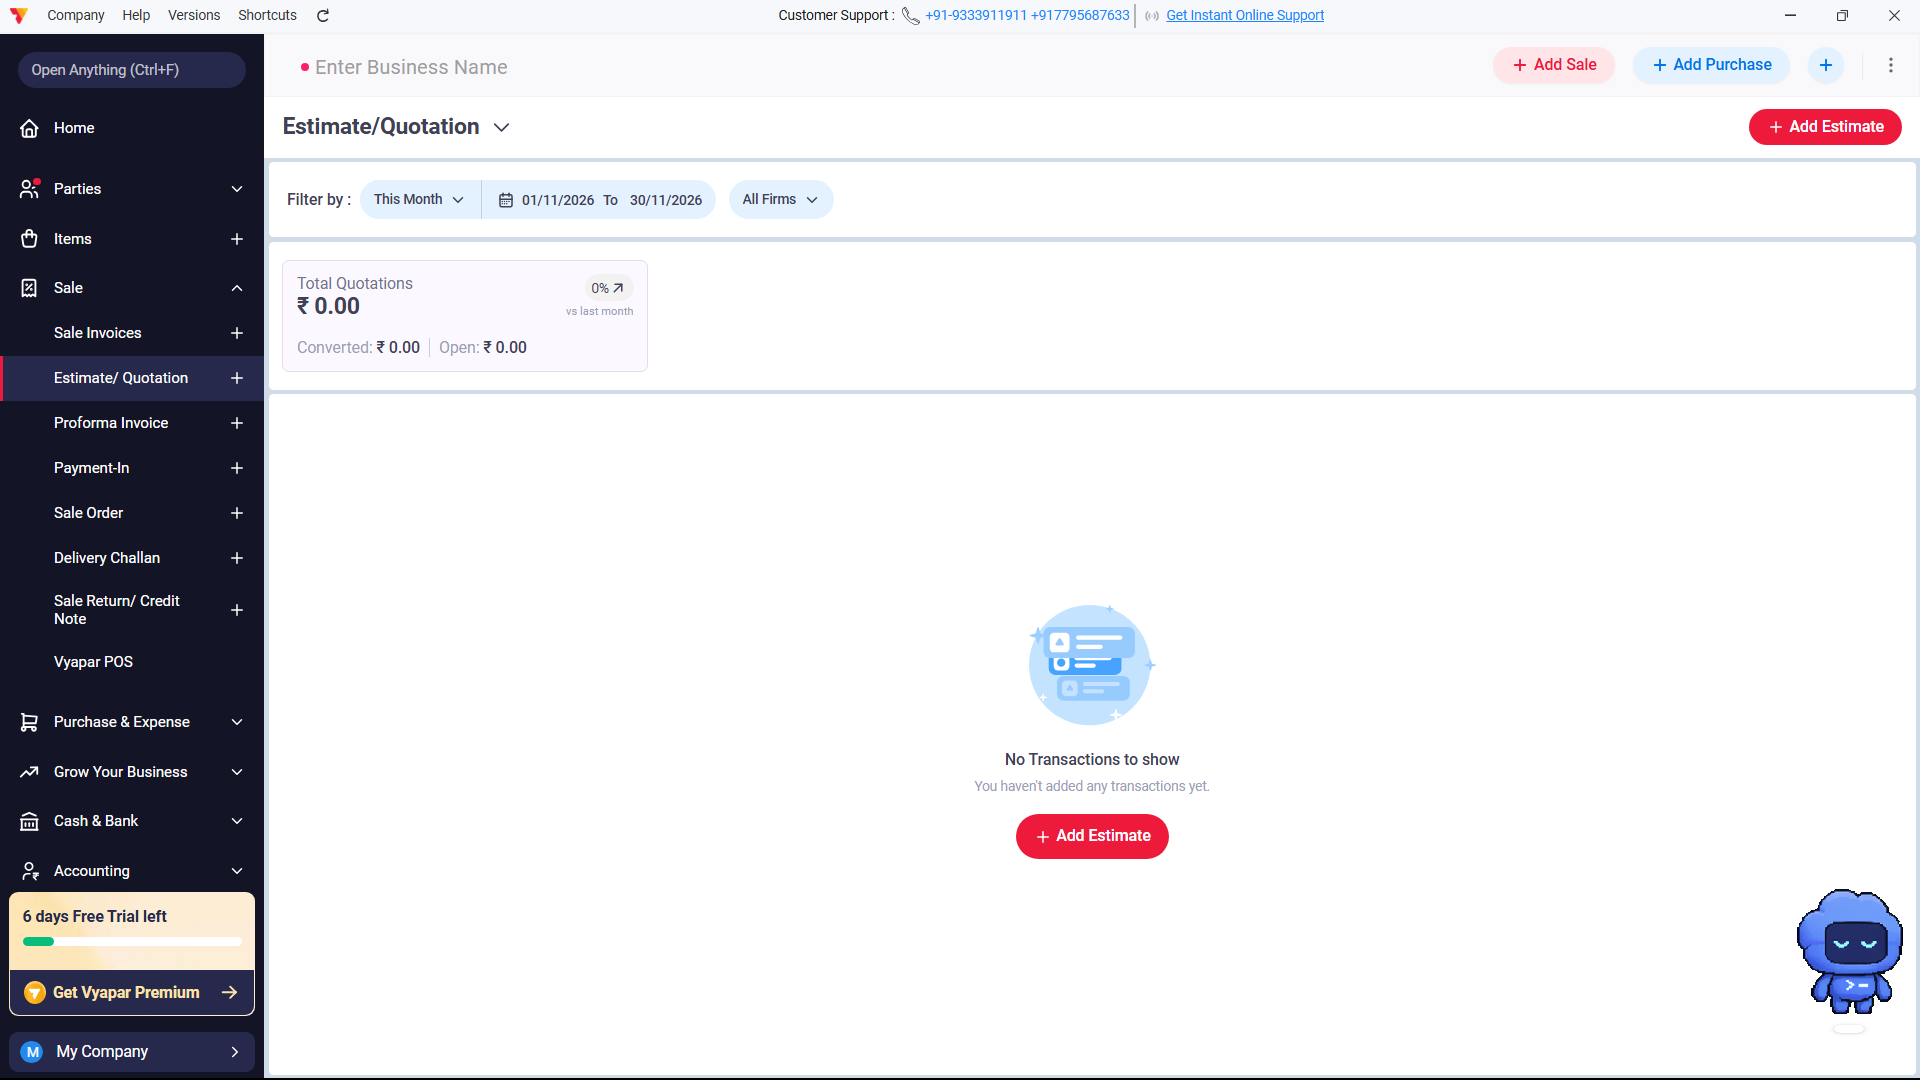 Company Help Versions Shortcuts
Customer Support : +91-9333911911 +917795687633 Get Instant Online Support
Open Anything (Ctrl+F)
Enter Business Name
+ Add Sale
+ Add Purchase
+
Home
Estimate/Quotation
+ Add Estimate
Parties
Filter by :
This Month
01/11/2026 To 30/11/2026
All Firms
Items +
Sale
Total Quotations
0%
₹ 0.00
vs last month
Converted: ₹ 0.00
Open: ₹ 0.00
Sale Invoices +
Estimate/ Quotation +
Proforma Invoice +
Payment-In +
Sale Order +
Delivery Challan +
Sale Return/ Credit
Note +
Vyapar POS
Purchase & Expense
Grow Your Business
Cash & Bank
Accounting
No Transactions to show
You haven't added any transactions yet.
+ Add Estimate
6 days Free Trial left
Get Vyapar Premium
M My Company